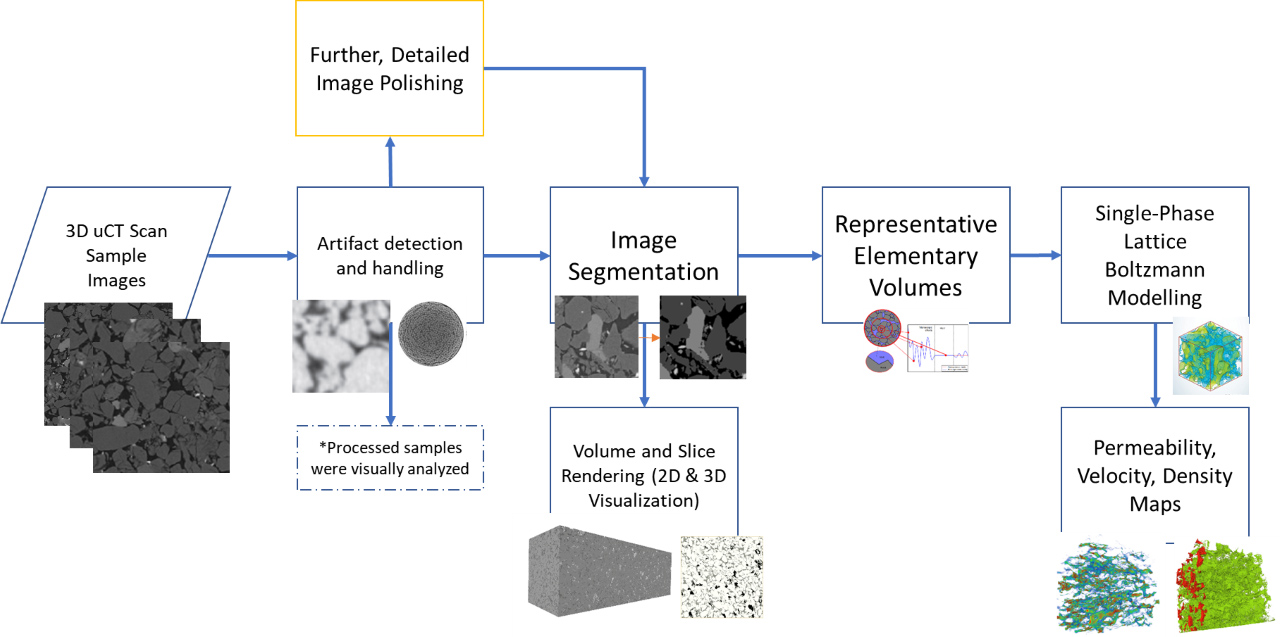 Further, Detailed
Image Polishing
3D uCT Scan
Sample
Images
Artifact detection
and handling
Image
Segmentation
Representative
Elementary
Volumes
Single-Phase
Lattice
Boltzmann
Modelling
*Processed samples
were visually analyzed
Volume and Slice
Rendering (2D & 3D
Visualization)
Permeability,
Velocity, Density
Maps